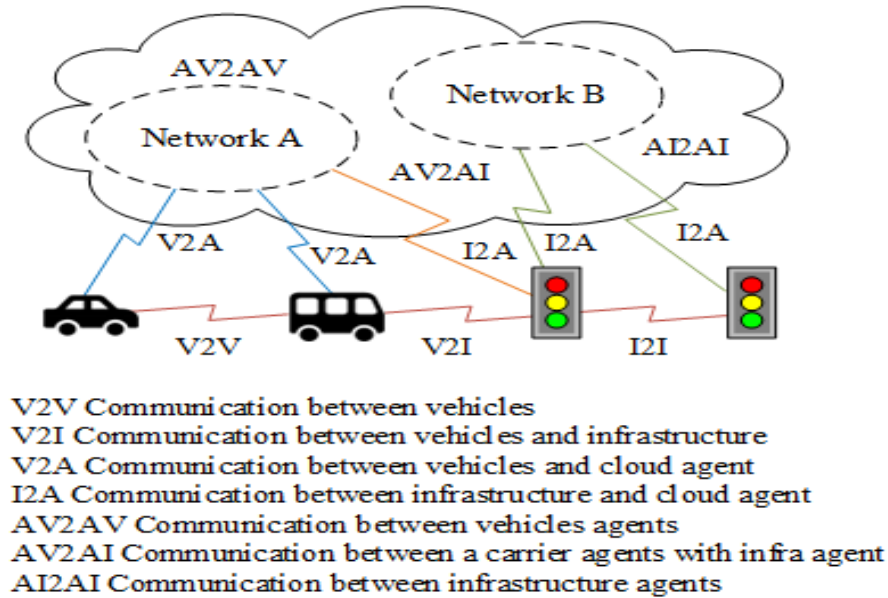 AV2AV
Network B
Network A
AV2AI
AI2AI
V2A
V2A
I2A
I2A
I2A
V2V
V2I
I2I
V2V Communication between vehicles
V2I Communication between vehicles and infrastructure
V2A Communication between vehicles and cloud agent
I2A Communication between infrastructure and cloud agent
AV2AV Communication between vehicles agents
AV2AI Communication between a carrier agents with infra agent
AI2AI Communication between infrastructure agents